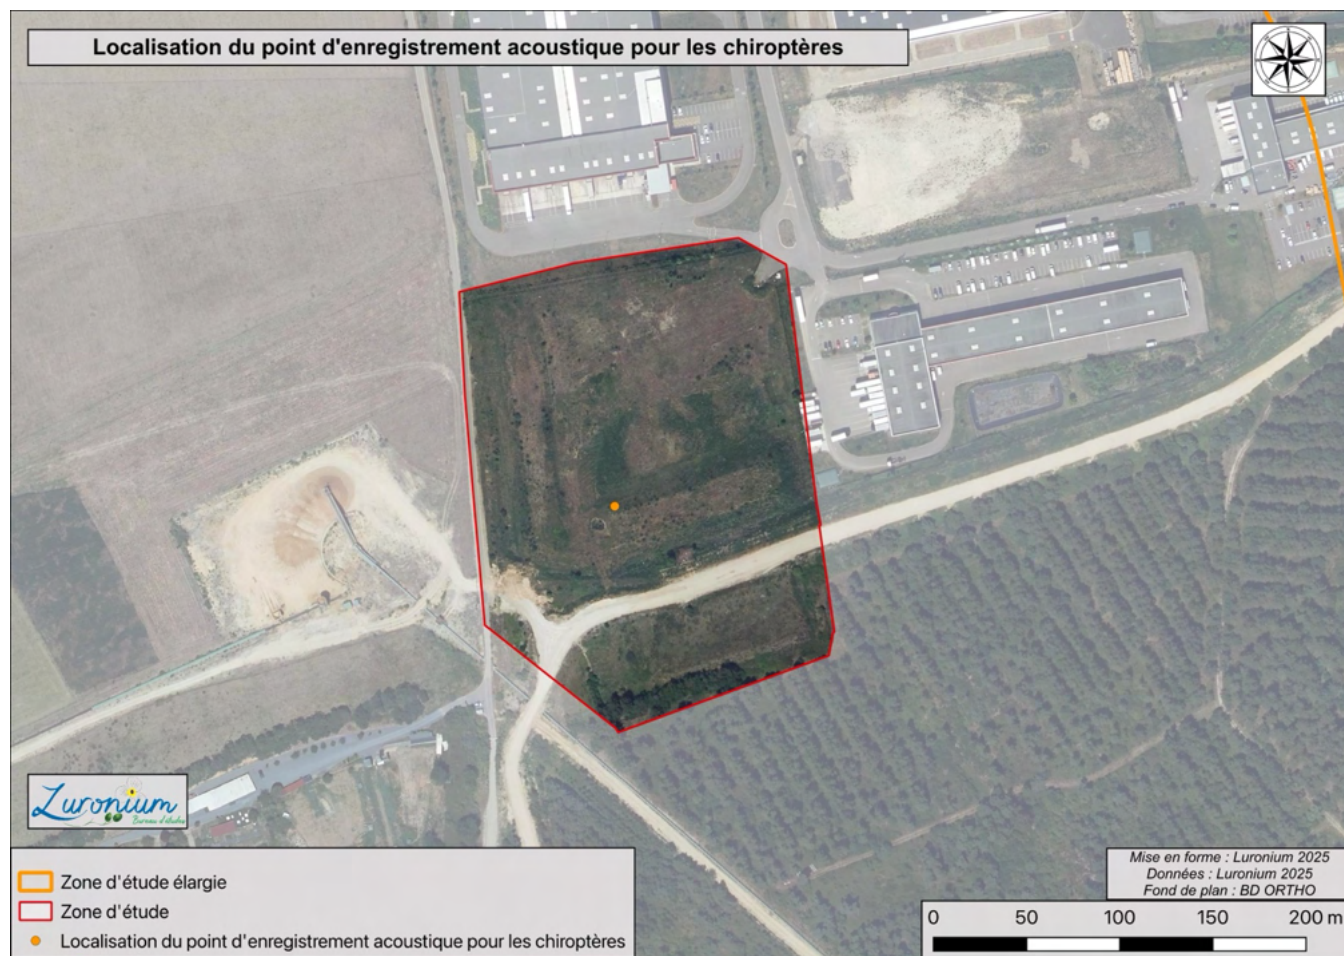 Localisation du point d'enregistrement acoustique pour les chiroptères
Luronium
Bureau d'études
Zone d'étude élargie
Zone d'étude
Localisation du point d'enregistrement acoustique pour les chiroptères
Mise en forme : Luronium 2025
Données : Luronium 2025
Fond de plan : BD ORTHO
0 50 100 150 200 m